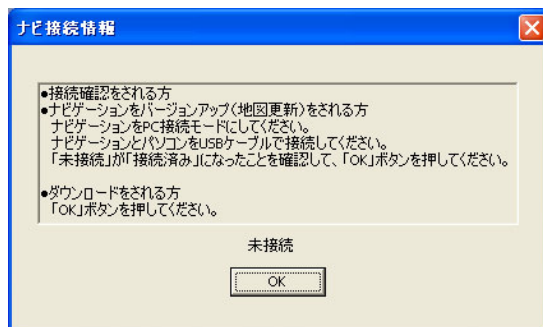 ナビ接続情報
●接続確認をされる方
●ナビゲーションをバージョンアップ(地図更新)をされる方
ナビゲーションをPC接続モードにしてください。
ナビゲーションとパソコンをUSBケーブルで接続してください。
「未接続」が「接続済み」になったことを確認して、「OK」ボタンを押してください。
●ダウンロードをされる方
「OK」ボタンを押してください。
未接続
OK